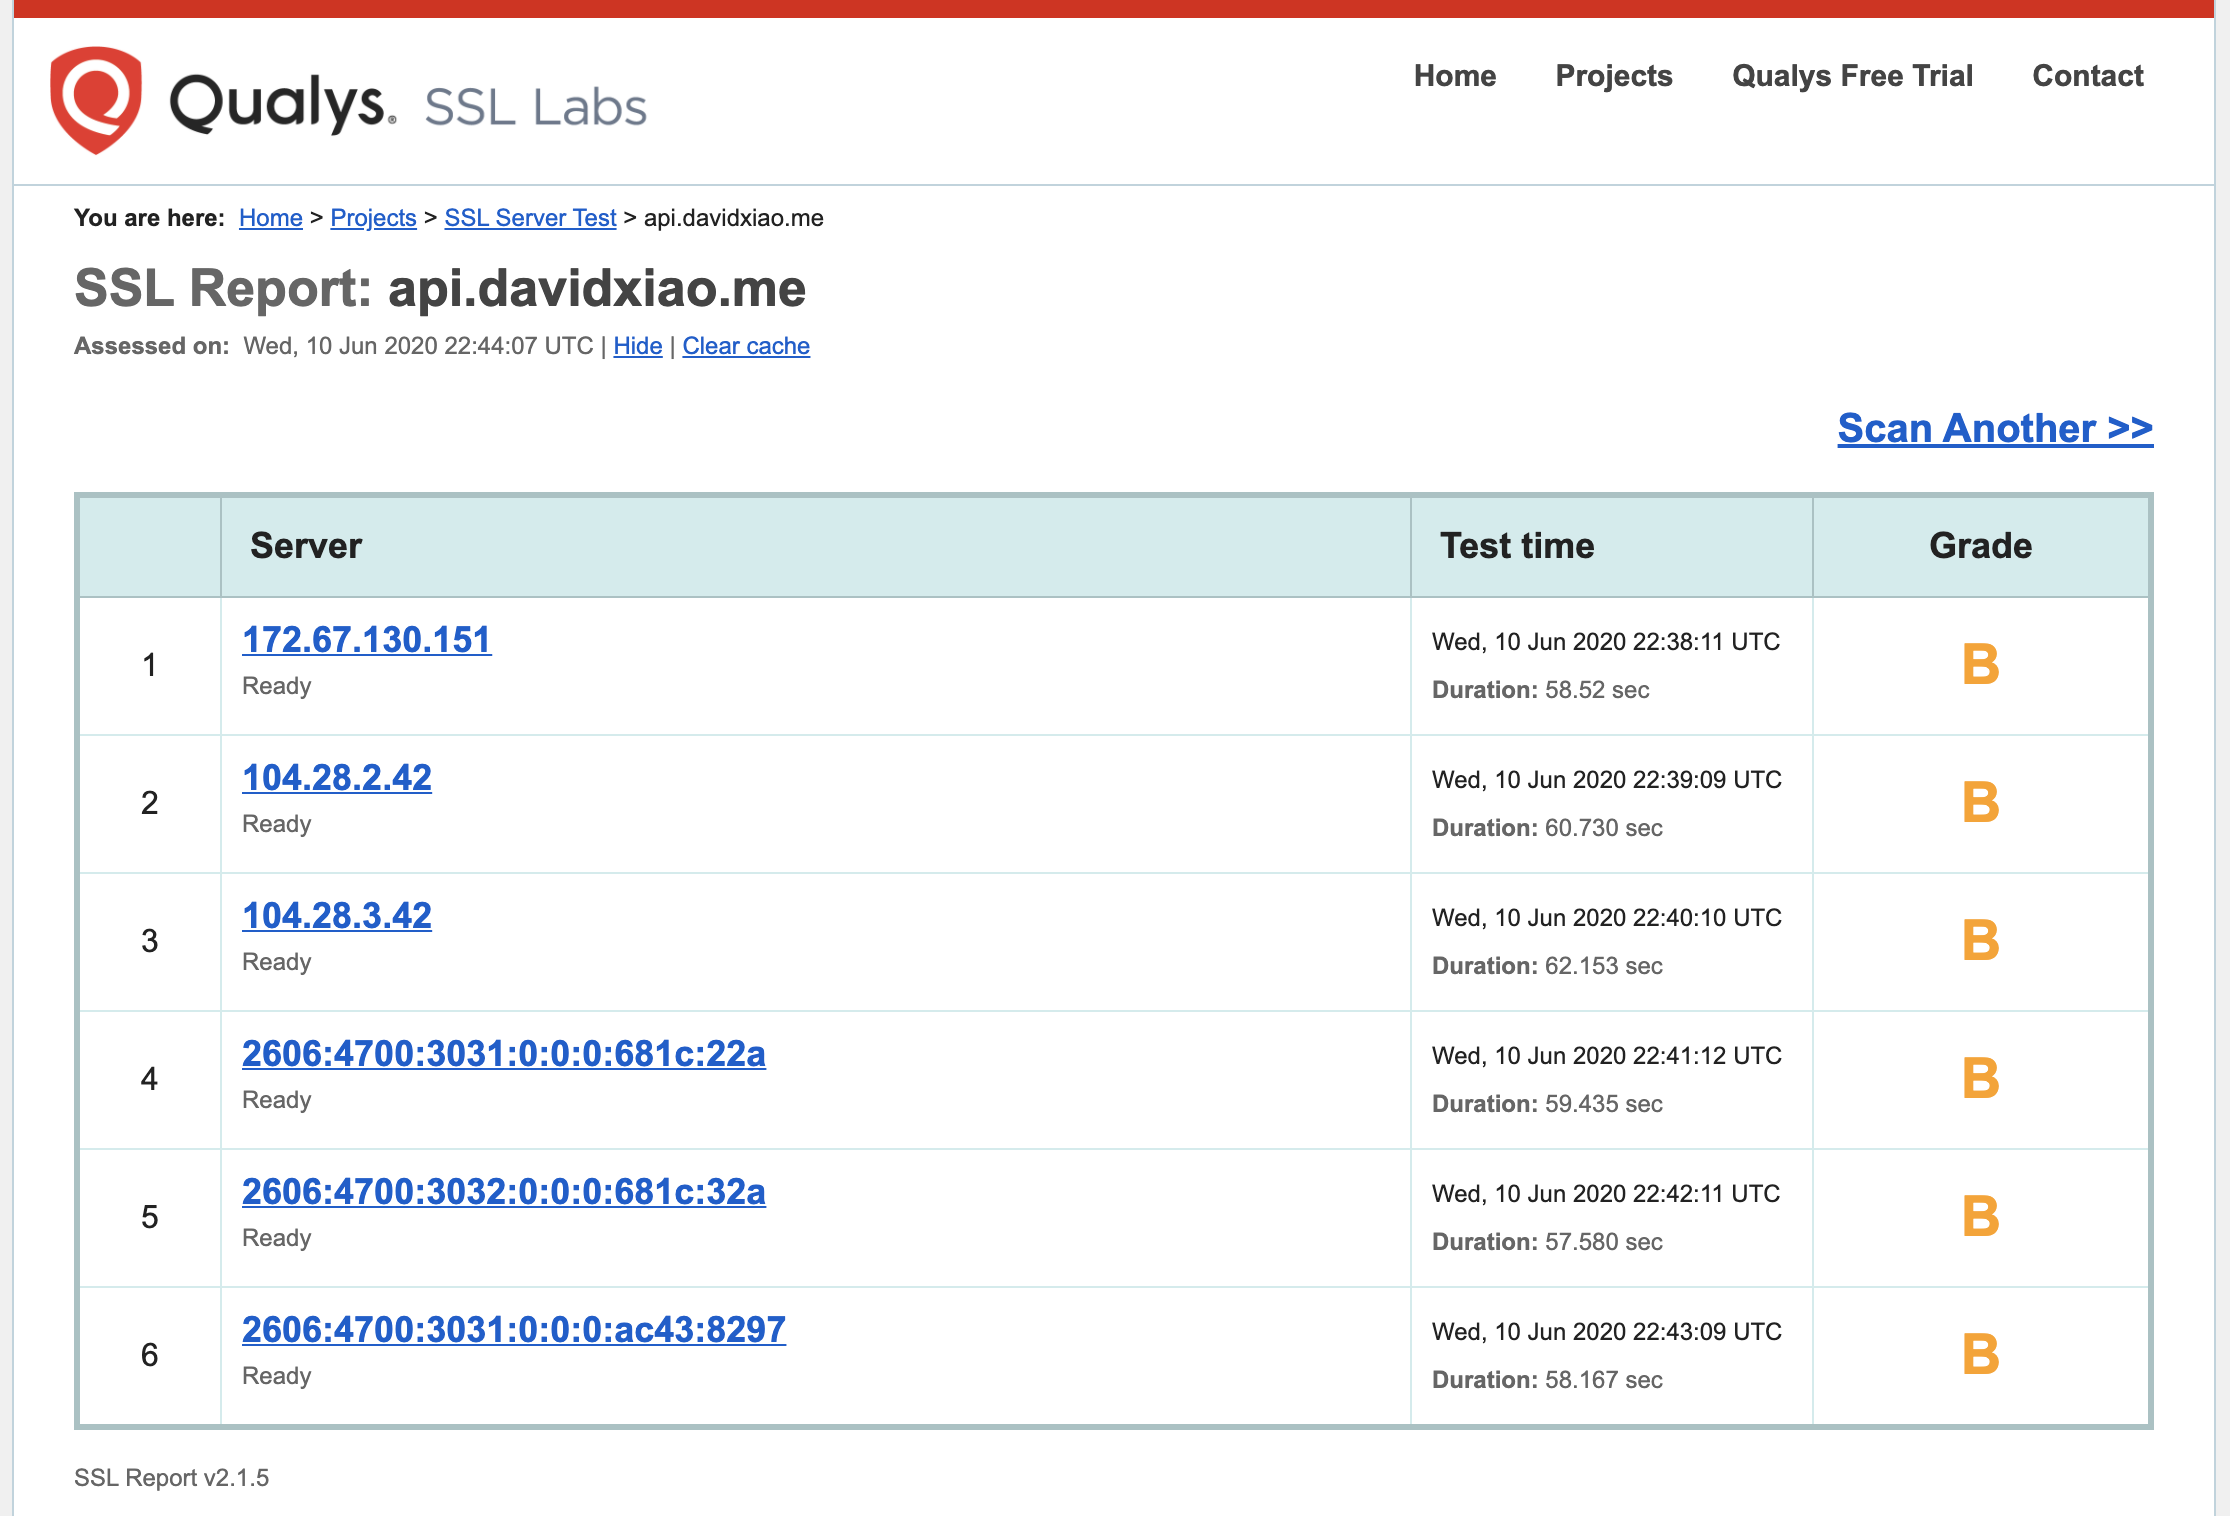 Qualys® SSL Labs
Home Projects Qualys Free Trial Contact
You are here: Home > Projects > SSL Server Test > api.davidxiao.me
SSL Report: api.davidxiao.me
Assessed on: Wed, 10 Jun 2020 22:44:07 UTC | Hide | Clear cache
Scan Another >>
Server Test time Grade
1 172.67.130.151 Ready Wed, 10 Jun 2020 22:38:11 UTC Duration: 58.52 sec B
2 104.28.2.42 Ready Wed, 10 Jun 2020 22:39:09 UTC Duration: 60.730 sec B
3 104.28.3.42 Ready Wed, 10 Jun 2020 22:40:10 UTC Duration: 62.153 sec B
4 2606:4700:3031:0:0:0:681c:22a Ready Wed, 10 Jun 2020 22:41:12 UTC Duration: 59.435 sec B
5 2606:4700:3032:0:0:0:681c:32a Ready Wed, 10 Jun 2020 22:42:11 UTC Duration: 57.580 sec B
6 2606:4700:3031:0:0:0:ac43:8297 Ready Wed, 10 Jun 2020 22:43:09 UTC Duration: 58.167 sec B
SSL Report v2.1.5